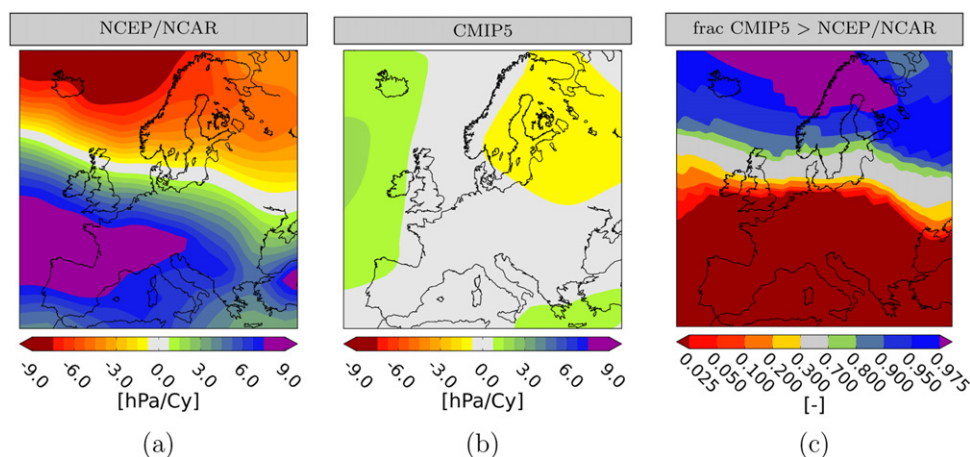 NCEP/NCAR
CMIP5
frac CMIP5 > NCEP/NCAR
-9.0 -6.0 -3.0 0.0 3.0 6.0 9.0
[hPa/Cy]
-9.0 -6.0 -3.0 0.0 3.0 6.0 9.0
[hPa/Cy]
0.025 0.050 0.100 0.200 0.300 0.700 0.800 0.900 0.950 0.975
[-]
(a)
(b)
(c)